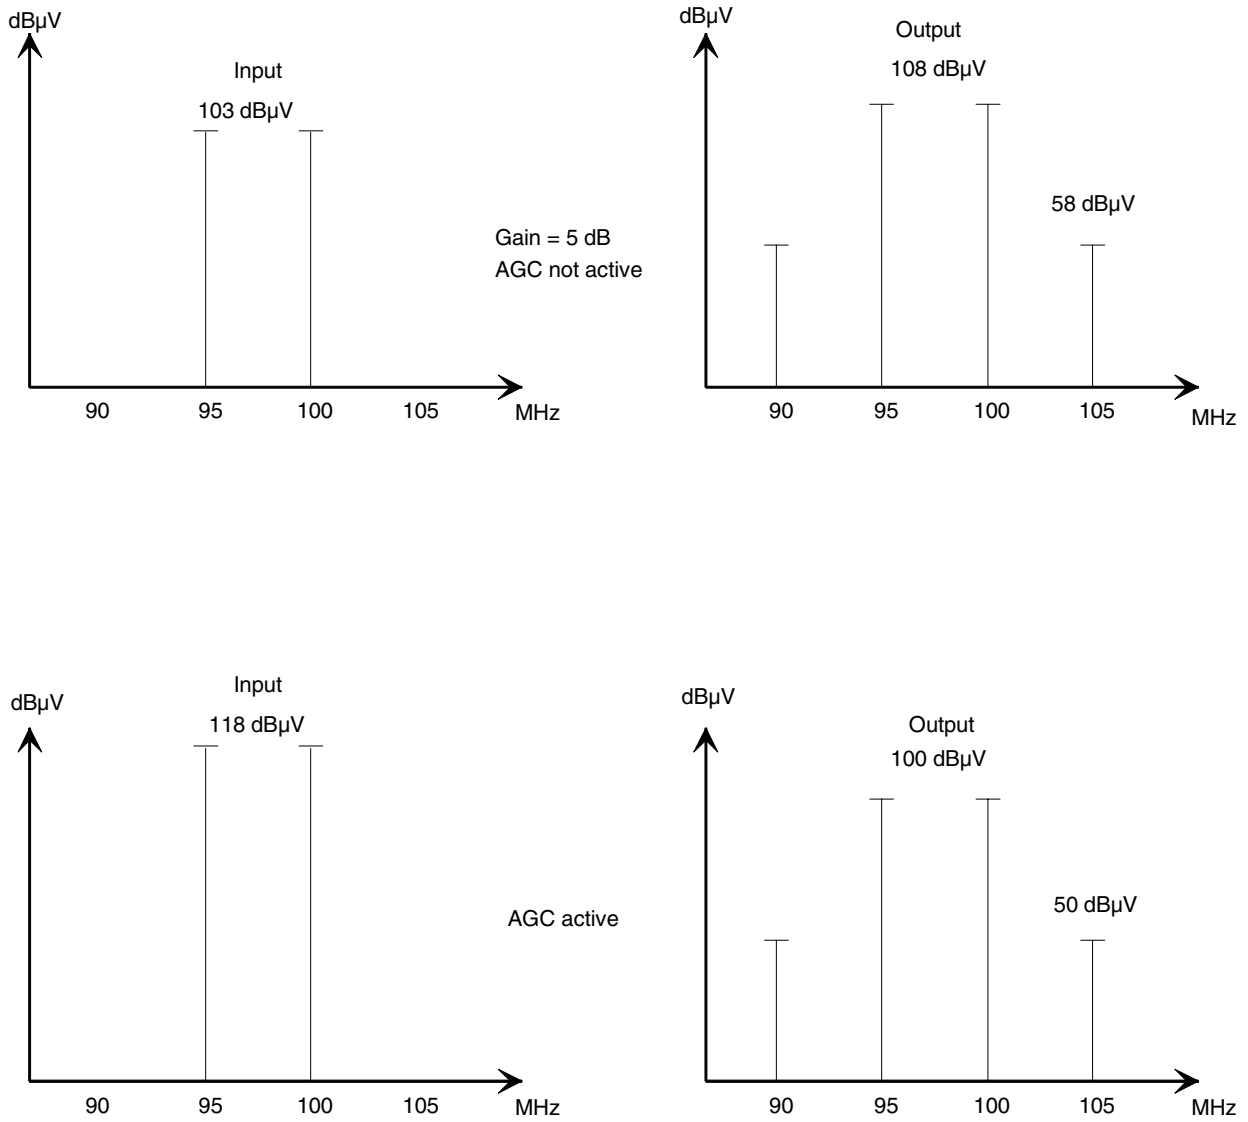 dBµV
Input
103 dBµV
90 95 100 105 MHz
Gain = 5 dB
AGC not active
dBµV
Output
108 dBµV
58 dBµV
90 95 100 105 MHz
dBµV
Input
118 dBµV
90 95 100 105 MHz
AGC active
dBµV
Output
100 dBµV
50 dBµV
90 95 100 105 MHz